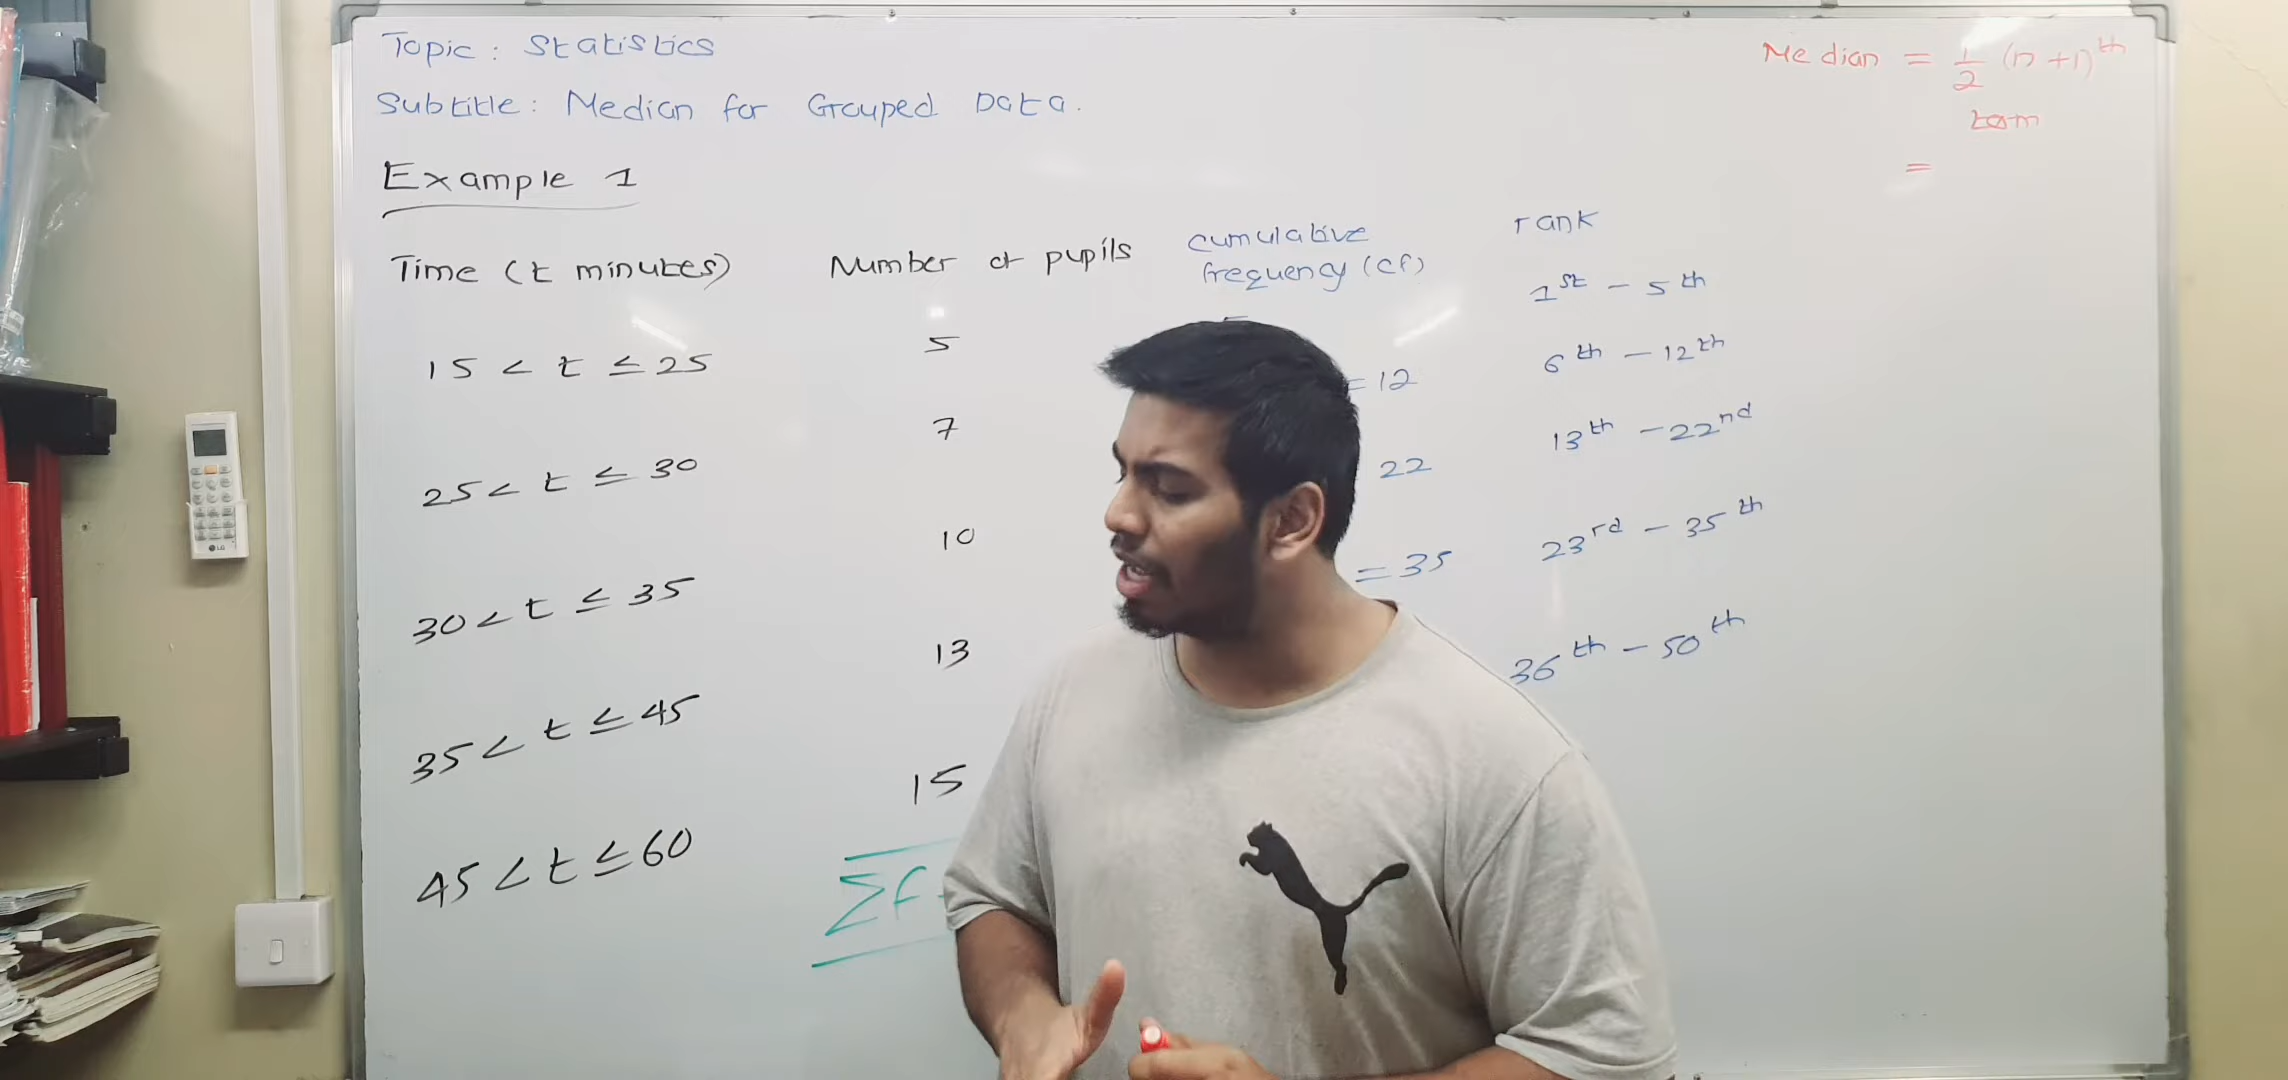 Topic: Statistics
Subtitle: Median for Grouped Data.
Median = 1/2 (n+1)th
term
=
Example 1
Time (t minutes)
Number of pupils
cumulative
frequency (cf)
rank
15 < t ≤ 25
5
1st - 5th
25 < t ≤ 30
7
= 12
6th - 12th
30 < t ≤ 35
10
22
13th - 22nd
35 < t ≤ 45
13
= 35
23rd - 35th
45 < t ≤ 60
15
36th - 50th
Σf
LG